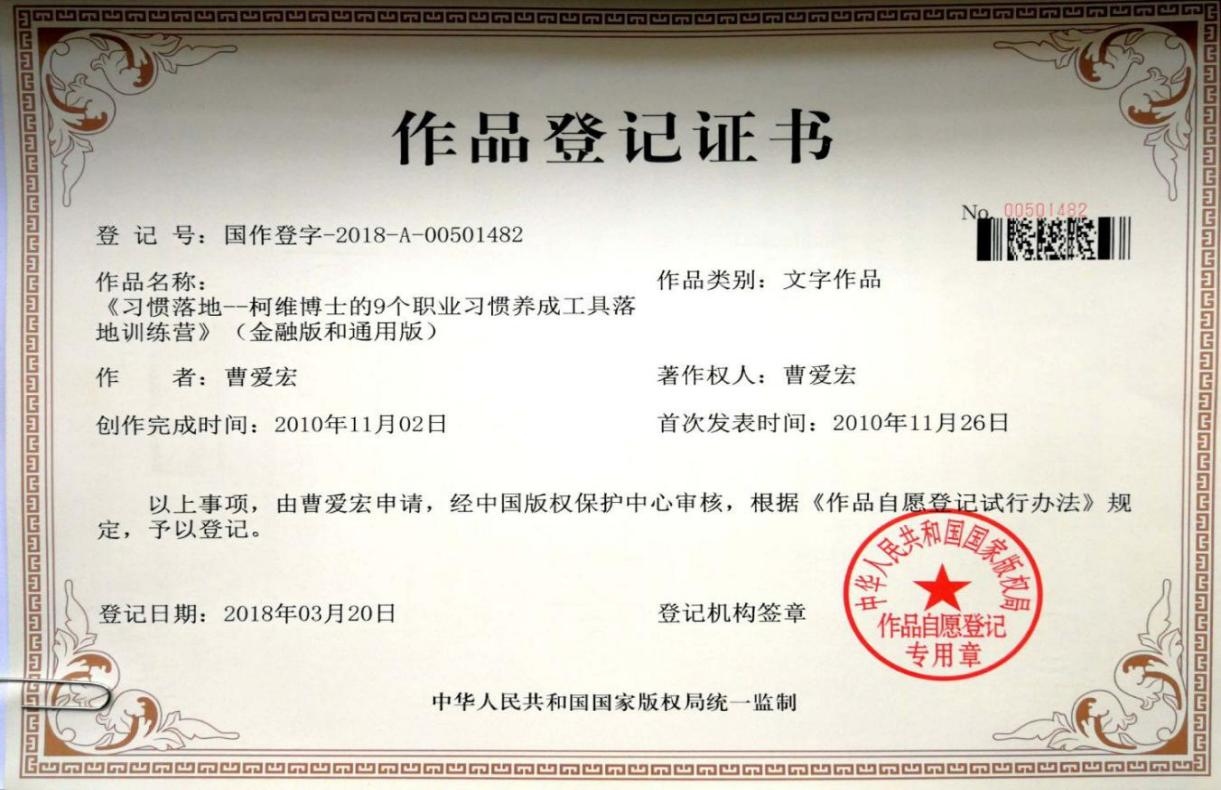 作品登记证书
No. 00501482
登 记 号：国作登字-2018-A-00501482
作品名称：
作品类别：文字作品
《习惯落地--柯维博士的9个职业习惯养成工具落
地训练营》（金融版和通用版）
作 者：曹爱宏
著作权人：曹爱宏
创作完成时间：2010年11月02日
首次发表时间：2010年11月26日
以上事项，由曹爱宏申请，经中国版权保护中心审核，根据《作品自愿登记试行办法》规
定，予以登记。
登记日期：2018年03月20日
登记机构签章
中华人民共和国国家版权局
作品自愿登记
专用章
中华人民共和国国家版权局统一监制